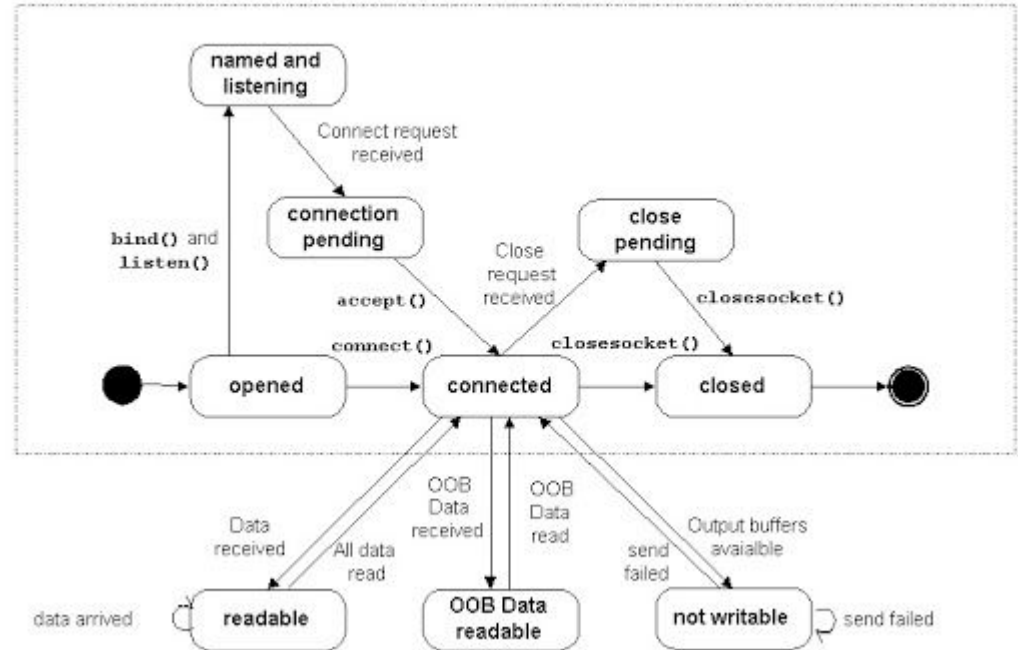 named and
listening
Connect request
received
connection
pending
close
pending
bind() and
listen()
Close
request
received
accept()
closesocket()
connect()
closesocket()
opened
connected
closed
Data
received
All data
read
OOB
Data
received
OOB
Data
read
send
failed
Output buffers
avaialble
data arrived
readable
OOB Data
readable
not writable
send failed